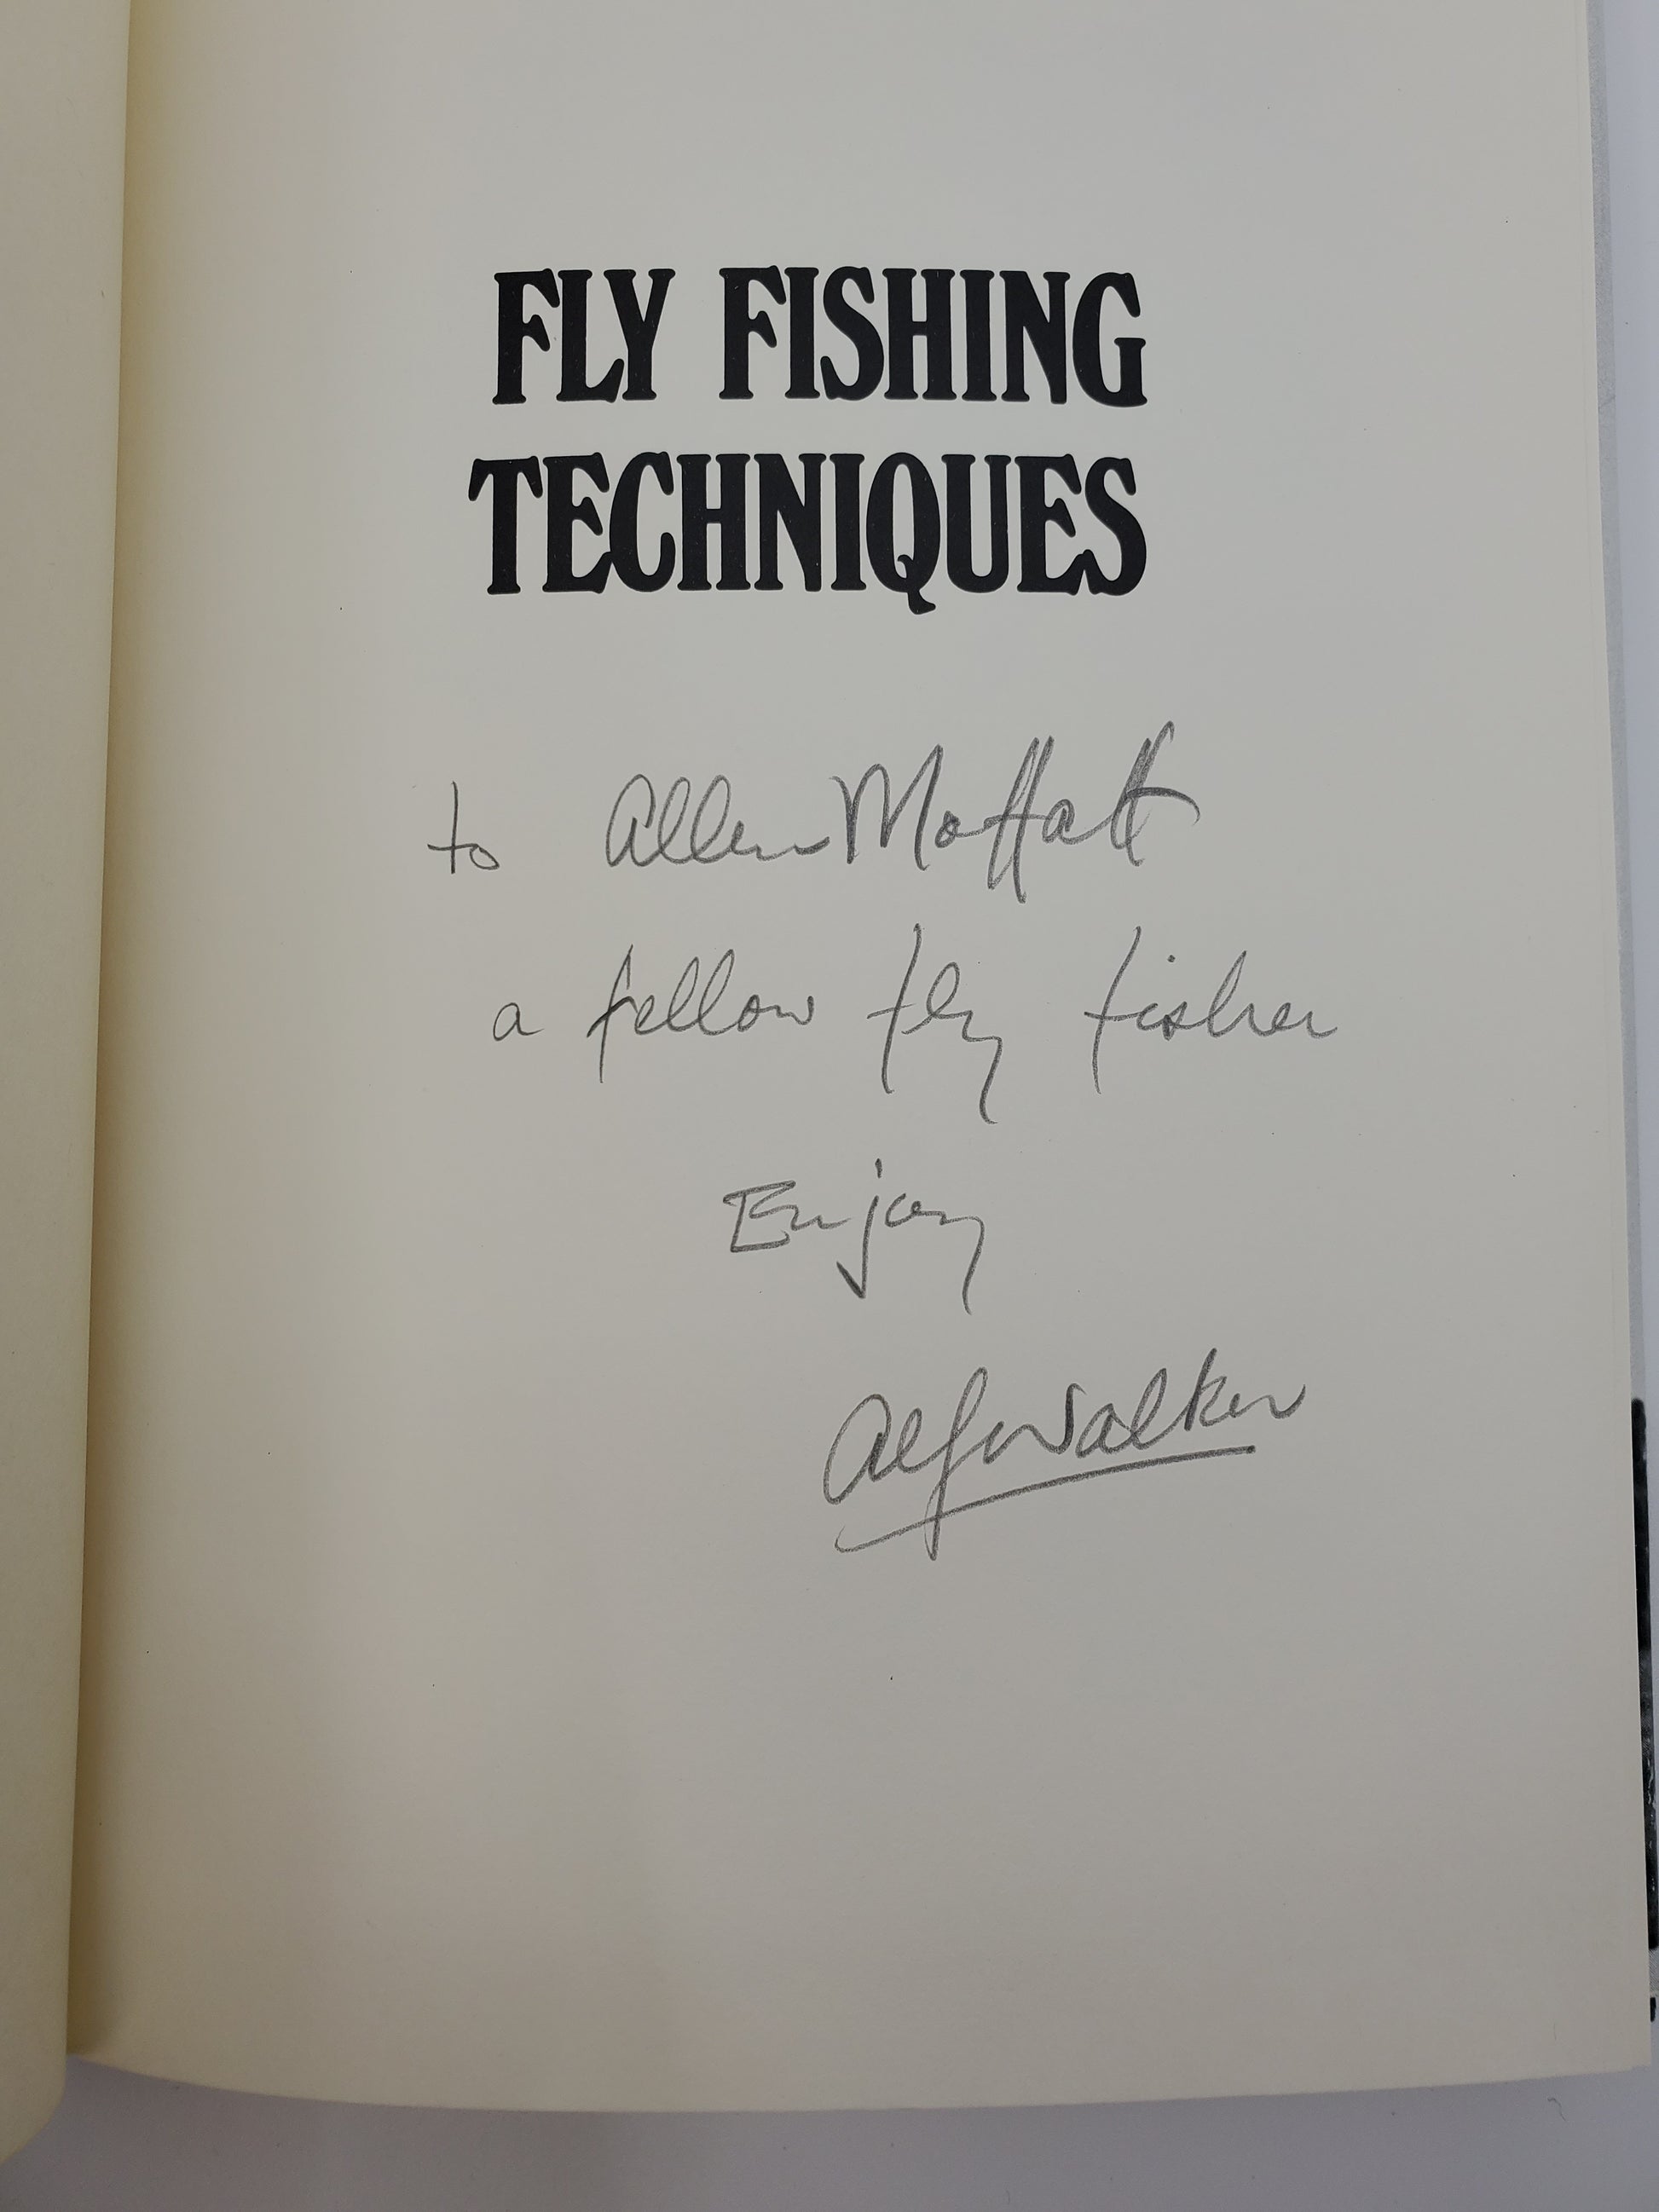 FLY FISHING
TECHNIQUES
to Allen Moffatt
a fellow fly fisher
Enjoy
Alf Walker